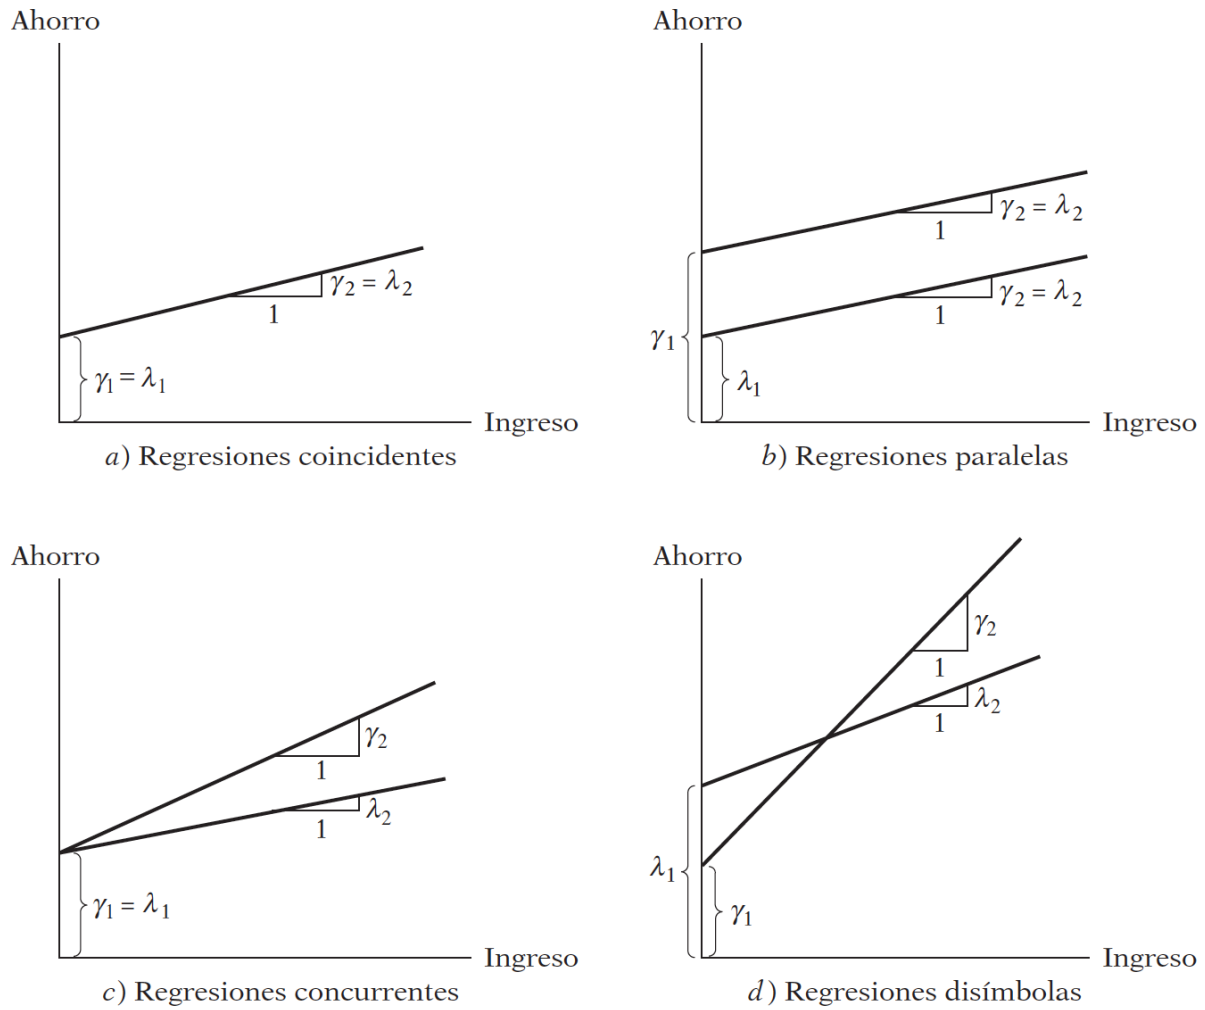 Ahorro
γ₂ = λ₂
1
γ₁ = λ₁
Ingreso
a) Regresiones coincidentes
Ahorro
γ₂ = λ₂
1
γ₂ = λ₂
1
γ₁
λ₁
Ingreso
b) Regresiones paralelas
Ahorro
γ₂
1
λ₂
1
γ₁ = λ₁
Ingreso
c) Regresiones concurrentes
Ahorro
γ₂
1
λ₂
1
λ₁
γ₁
Ingreso
d) Regresiones disímbolas